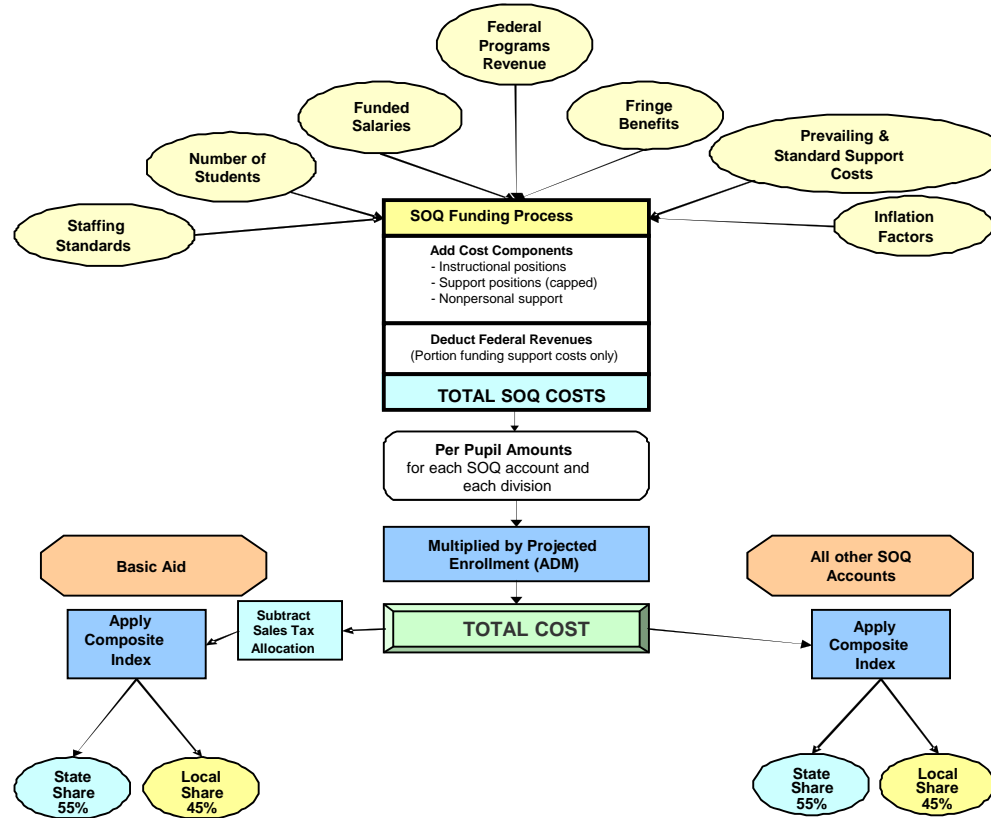 Federal
Programs
Revenue
Funded
Salaries
Fringe
Benefits
Number of
Students
Prevailing &
Standard Support
Costs
Staffing
Standards
Inflation
Factors
SOQ Funding Process
Add Cost Components
- Instructional positions
- Support positions (capped)
- Nonpersonal support
Deduct Federal Revenues
(Portion funding support costs only)
TOTAL SOQ COSTS
Per Pupil Amounts
for each SOQ account and
each division
Multiplied by Projected
Enrollment (ADM)
Basic Aid
All other SOQ
Accounts
TOTAL COST
Subtract
Sales Tax
Allocation
Apply
Composite
Index
Apply
Composite
Index
State
Share
55%
Local
Share
45%
State
Share
55%
Local
Share
45%